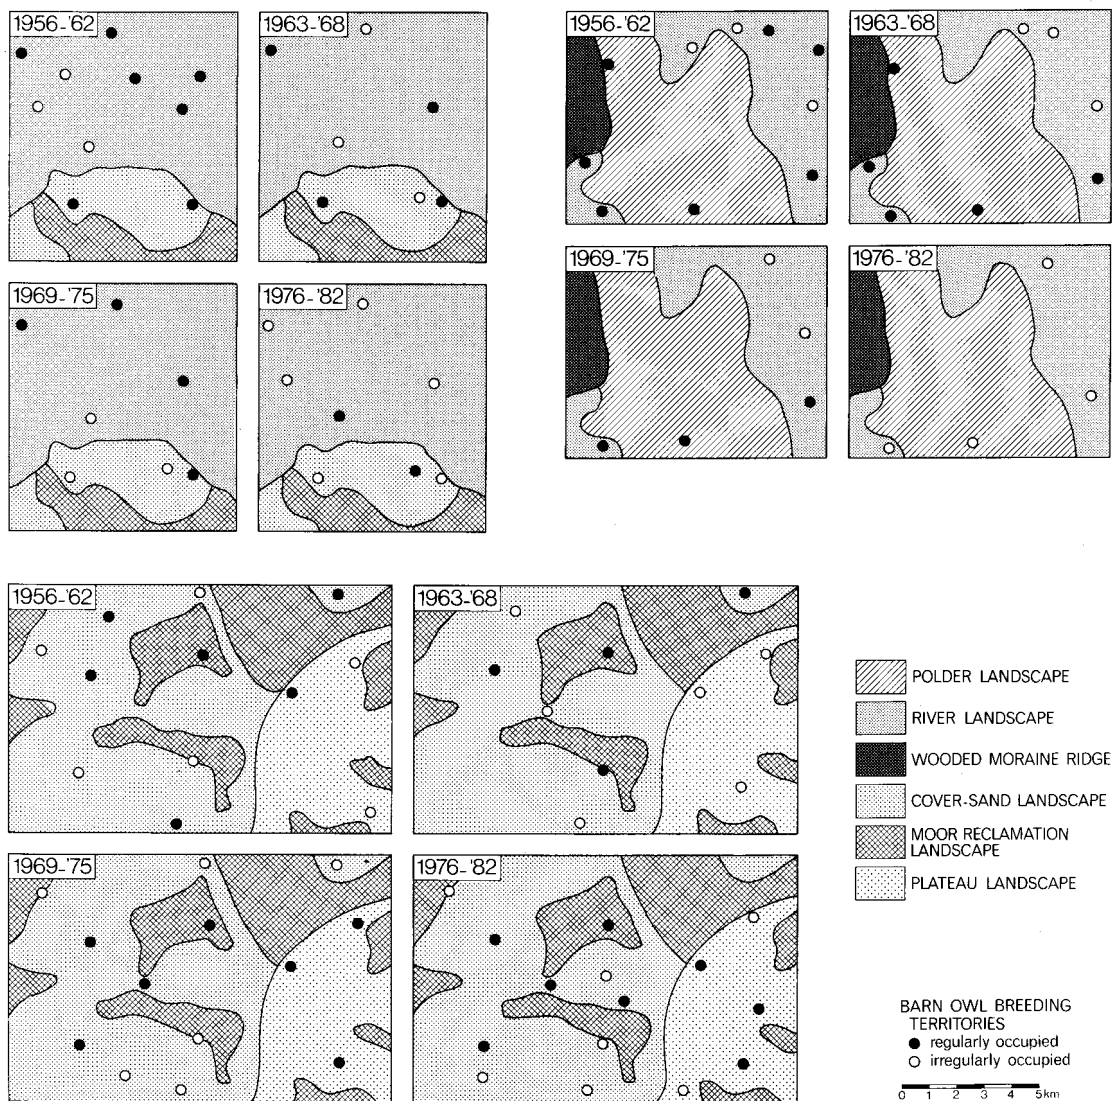 1956-'62
1963-'68
1956-'62
1963-'68
1969-'75
1976-'82
1969-'75
1976-'82
1956-'62
1963-'68
1969-'75
1976-'82
POLDER LANDSCAPE
RIVER LANDSCAPE
WOODED MORAINE RIDGE
COVER-SAND LANDSCAPE
MOOR RECLAMATION
LANDSCAPE
PLATEAU LANDSCAPE
BARN OWL BREEDING
TERRITORIES
regularly occupied
irregularly occupied
0 1 2 3 4 5km